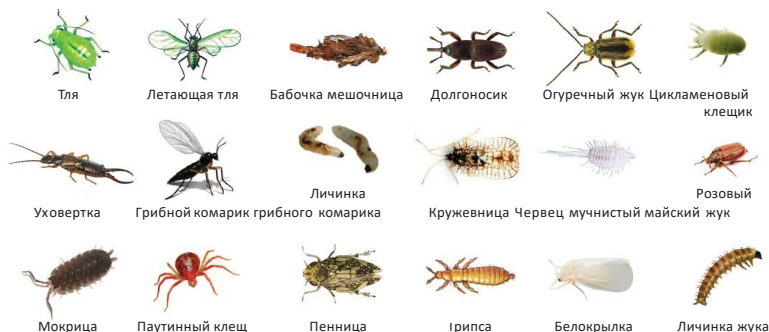 Тля Летающая тля Бабочка мешочница Долгоносик Огуречный жук Цикламеновый
клещик
Личинка Розовый
Уховертка Грибной комарик грибного комарика Кружевница Червец мучнистый майский жук
Мокрица Паутинный клещ Пенница Трипса Белокрылка Личинка жука